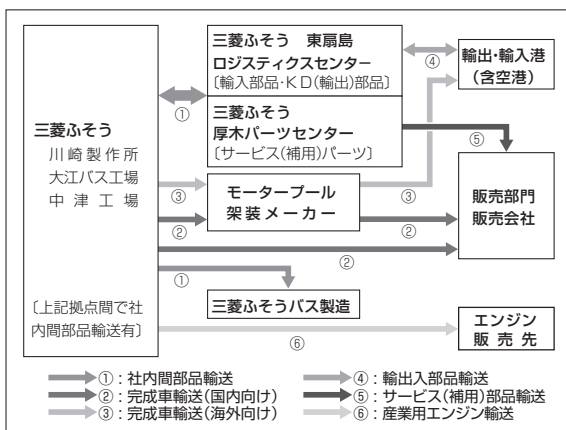 三菱ふそう
川崎製作所
大江バス工場
中津工場
〔上記拠点間で社
内間部品輸送有〕
①
三菱ふそう 東扇島
ロジスティクスセンター
〔輸入部品・KD(輸出)部品〕
三菱ふそう
厚木パーツセンター
〔サービス(補用)パーツ〕
④
輸出・輸入港
(含空港)
⑤
③
モータープール
架装メーカー
③
②
②
販売部門
販売会社
②
①
三菱ふそうバス製造
⑥
エンジン
販売先
①:社内間部品輸送
②:完成車輸送(国内向け)
③:完成車輸送(海外向け)
④:輸出入部品輸送
⑤:サービス(補用)部品輸送
⑥:産業用エンジン輸送